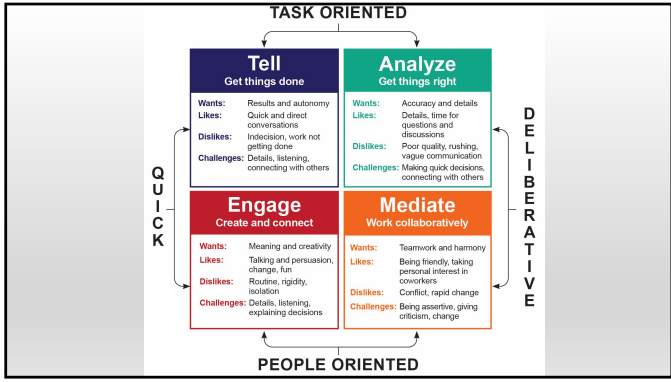 TASK ORIENTED
Tell
Get things done
Wants: Results and autonomy
Likes: Quick and direct
conversations
Dislikes: Indecision, work not
getting done
Challenges: Details, listening,
connecting with others
Analyze
Get things right
Wants: Accuracy and details
Likes: Details, time for
questions and
discussions
Dislikes: Poor quality, rushing,
vague communication
Challenges: Making quick decisions,
connecting with others
QUICK
DELIBERATIVE
Engage
Create and connect
Wants: Meaning and creativity
Likes: Talking and persuasion,
change, fun
Dislikes: Routine, rigidity,
isolation
Challenges: Details, listening,
explaining decisions
Mediate
Work collaboratively
Wants: Teamwork and harmony
Likes: Being friendly, taking
personal interest in
coworkers
Dislikes: Conflict, rapid change
Challenges: Being assertive, giving
criticism, change
PEOPLE ORIENTED